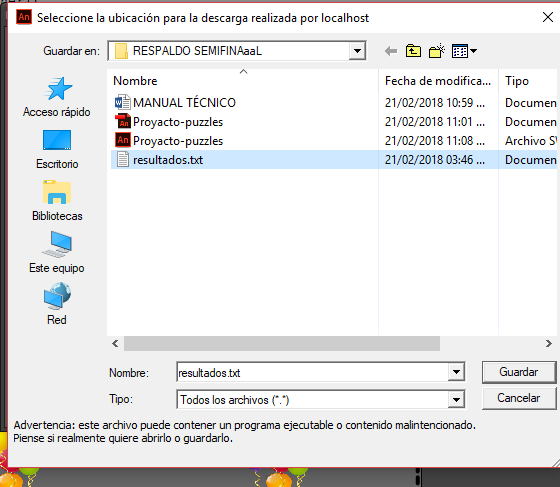 An Seleccione la ubicación para la descarga realizada por localhost
Guardar en: RESPALDO SEMIFINAaaL
Nombre Fecha de modifica... Tipo
MANUAL TÉCNICO 21/02/2018 10:59 ... Documen
Proyacto-puzzles 21/02/2018 11:01 ... Documen
An Proyacto-puzzles 21/02/2018 11:08 ... Archivo SW
resultados.txt 21/02/2018 03:46 ... Documen
Acceso rápido
Escritorio
Bibliotecas
Este equipo
Red
Nombre: resultados.txt Guardar
Tipo: Todos los archivos (*.*) Cancelar
Advertencia: este archivo puede contener un programa ejecutable o contenido malintencionado.
Piense si realmente quiere abrirlo o guardarlo.